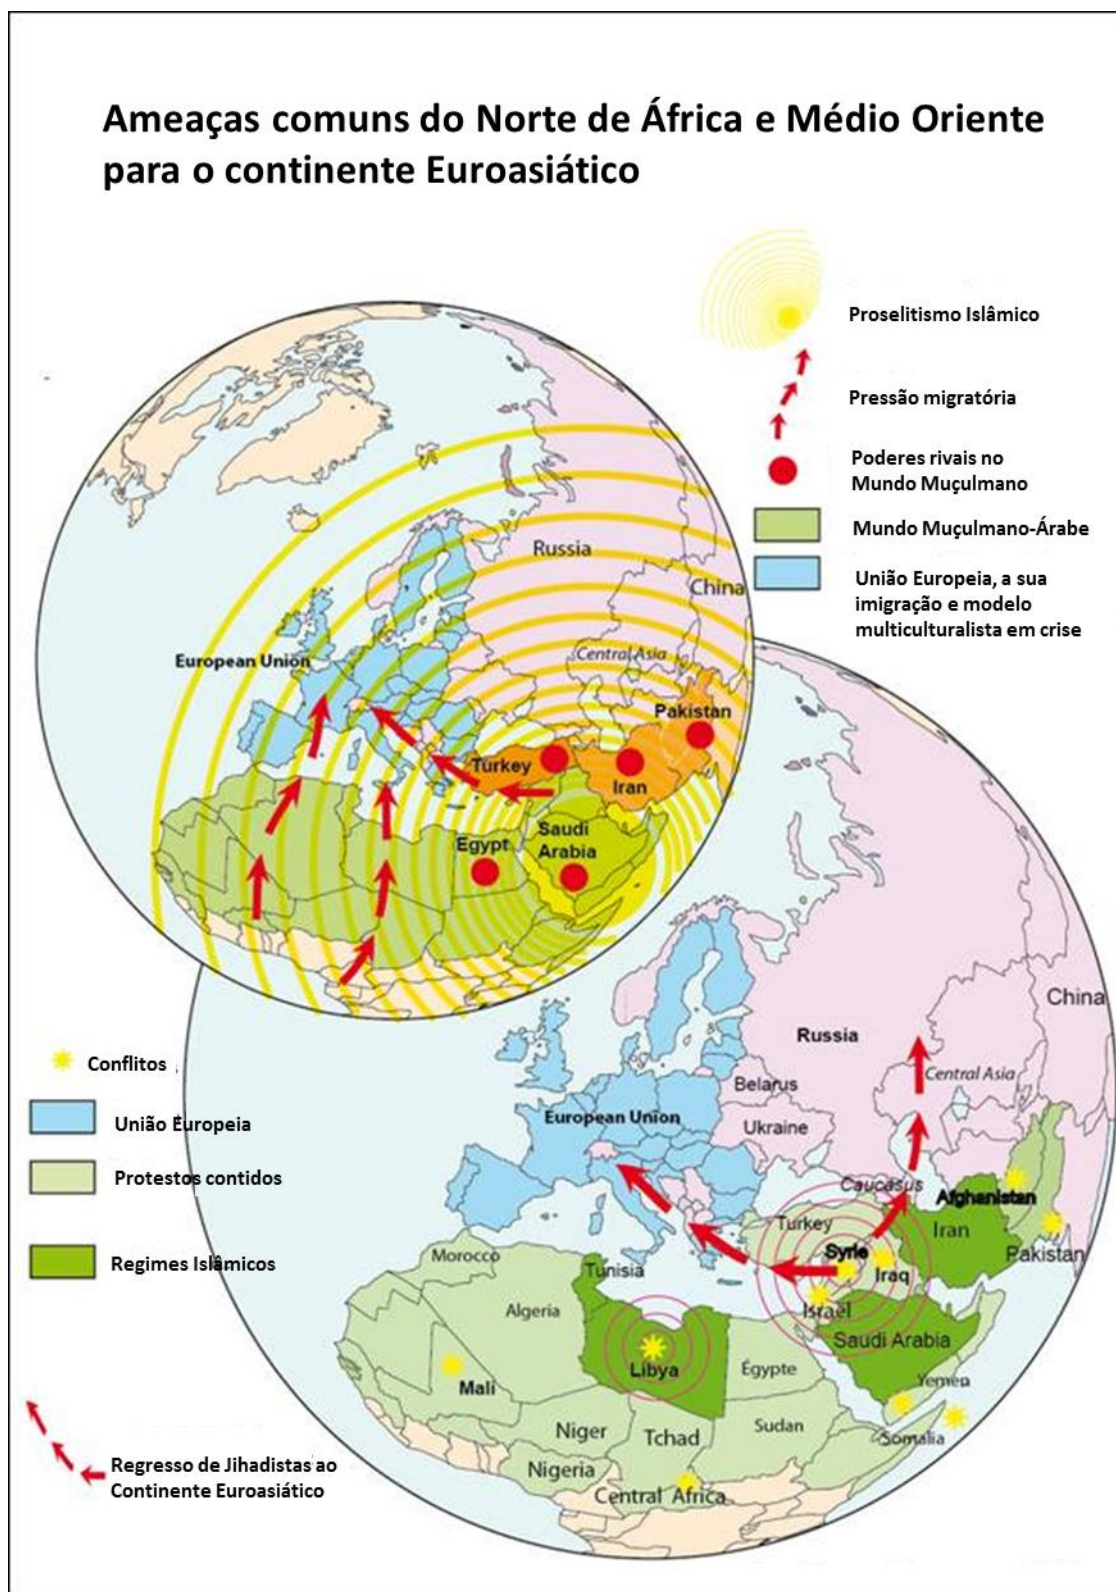 Ameaças comuns do Norte de África e Médio Oriente
para o continente Euroasiático
Proselitismo Islâmico
Pressão migratória
Poderes rivais no
Mundo Muçulmano
Mundo Muçulmano-Árabe
União Europeia, a sua
imigração e modelo
multiculturalista em crise
Russia
China
Central Asia
European Union
Pakistan
Turkey
Iran
Saudi
Arabia
Egypt
Conflitos
União Europeia
Protestos contidos
Regimes Islâmicos
Regresso de Jihadistas ao
Continente Euroasiático
China
Russia
Central Asia
Belarus
European Union
Ukraine
Caucasus
Afghanistan
Turkey
Iran
Morocco
Syrie
Pakistan
Tunisia
Iraq
Algeria
Israel
Saudi Arabia
Libya
Égypte
Mali
Yemen
Niger
Tchad
Sudan
Somalia
Nigeria
Central Africa